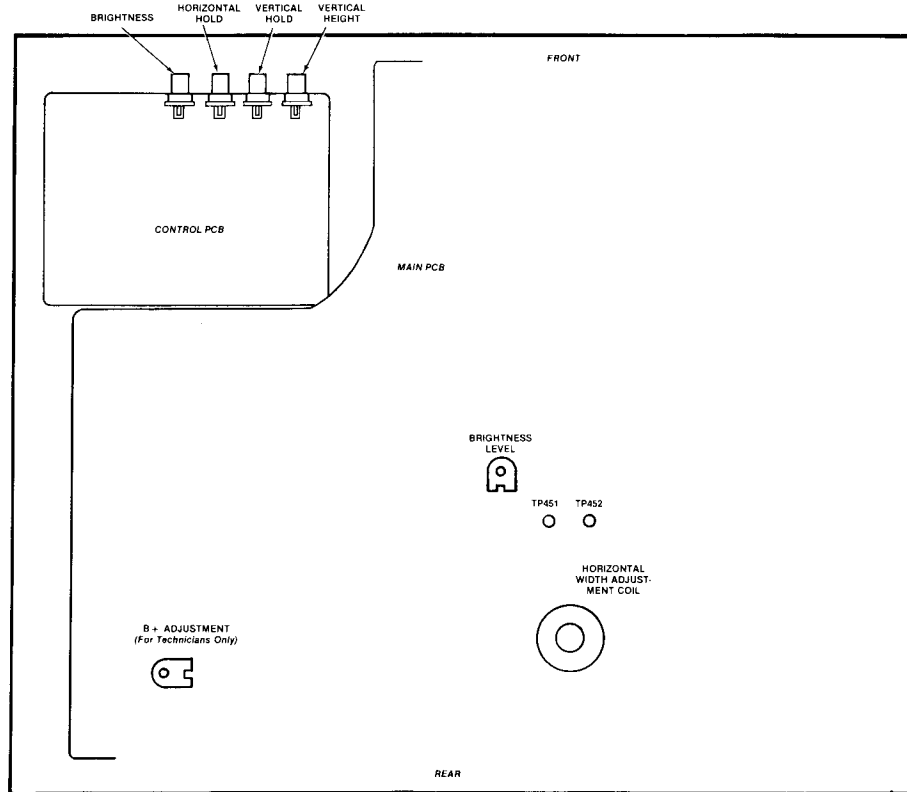 BRIGHTNESS
HORIZONTAL
HOLD
VERTICAL
HOLD
VERTICAL
HEIGHT
FRONT
CONTROL PCB
MAIN PCB
BRIGHTNESS
LEVEL
TP451
TP452
HORIZONTAL
WIDTH ADJUST-
MENT COIL
B + ADJUSTMENT
(For Technicians Only)
REAR